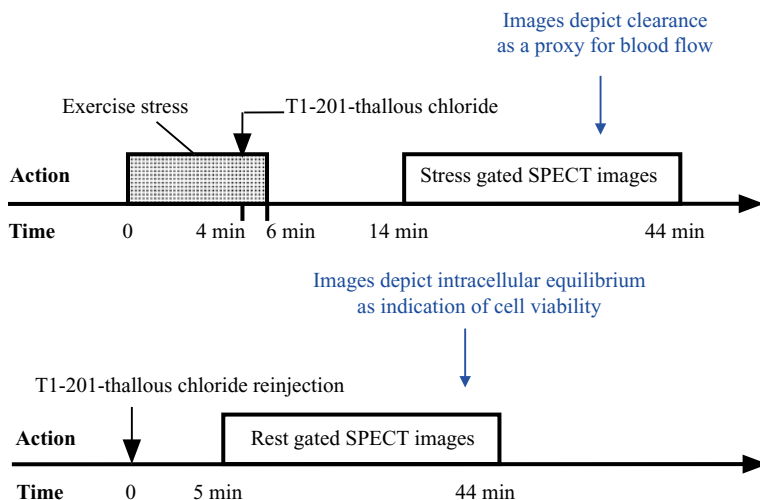 Images depict clearance
as a proxy for blood flow
Exercise stress
T1-201-thallous chloride
Action
Stress gated SPECT images
Time
0
4 min
6 min
14 min
44 min
Images depict intracellular equilibrium
as indication of cell viability
T1-201-thallous chloride reinjection
Action
Rest gated SPECT images
Time
0
5 min
44 min